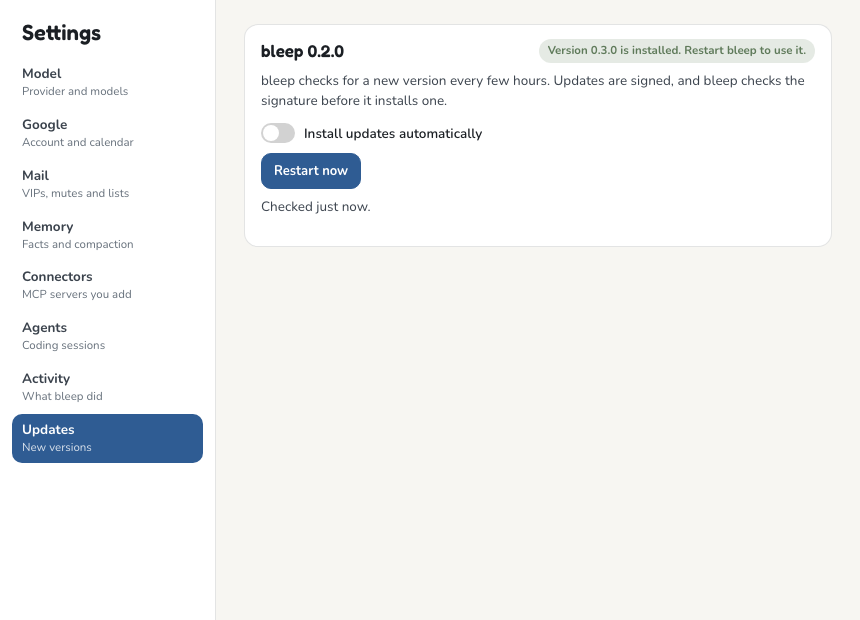 Settings
Model
Provider and models
Google
Account and calendar
Mail
VIPs, mutes and lists
Memory
Facts and compaction
Connectors
MCP servers you add
Agents
Coding sessions
Activity
What bleep did
Updates
New versions
bleep 0.2.0
Version 0.3.0 is installed. Restart bleep to use it.
bleep checks for a new version every few hours. Updates are signed, and bleep checks the
signature before it installs one.
Install updates automatically
Restart now
Checked just now.